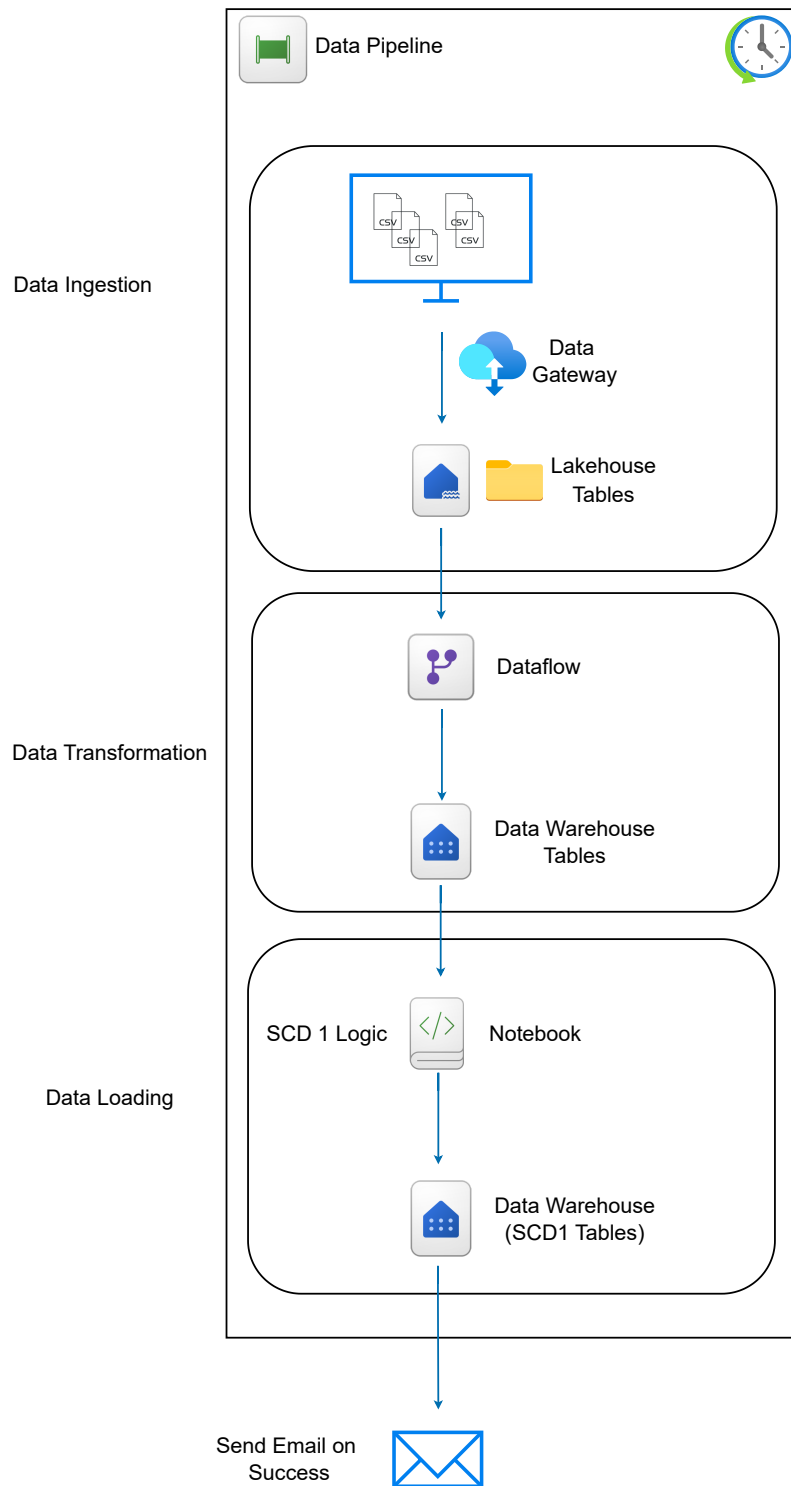 Data Pipeline
CSV
CSV
CSV
CSV
CSV
Data Ingestion
Data
Gateway
Lakehouse
Tables
Dataflow
Data Transformation
Data Warehouse
Tables
SCD 1 Logic
</>
Notebook
Data Loading
Data Warehouse
(SCD1 Tables)
Send Email on
Success